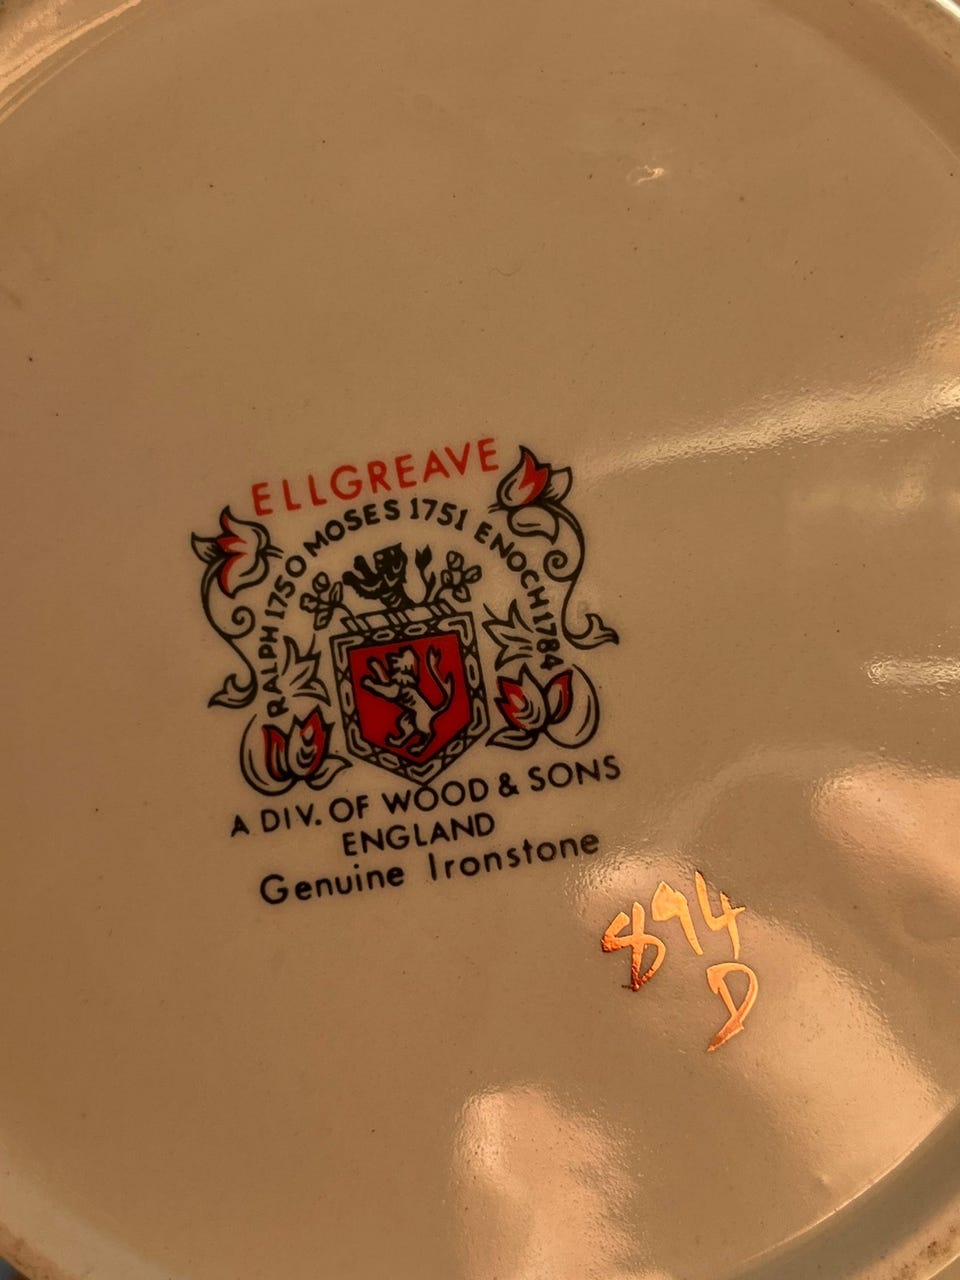 ELLGREAVE
RALPH 1750 MOSES 1751 ENOCH 1784
A DIV. OF WOOD & SONS
ENGLAND
Genuine Ironstone
894
D